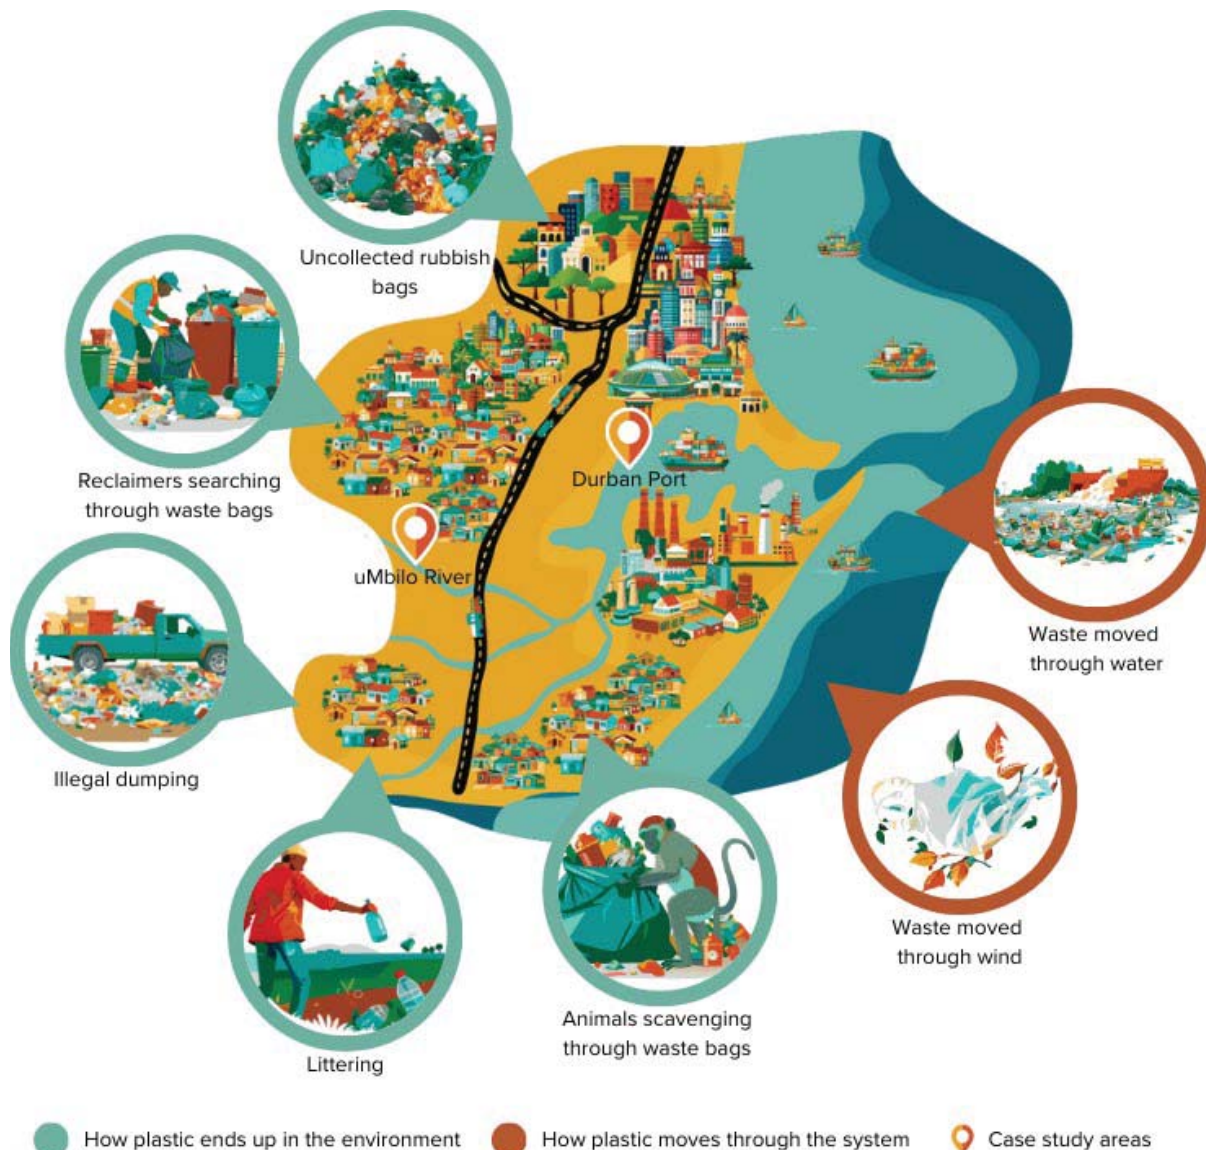 Uncollected rubbish
bags
Reclaimers searching
through waste bags
Durban Port
uMbilo River
Waste moved
through water
Illegal dumping
Waste moved
through wind
Animals scavenging
through waste bags
Littering
How plastic ends up in the environment
How plastic moves through the system
Case study areas